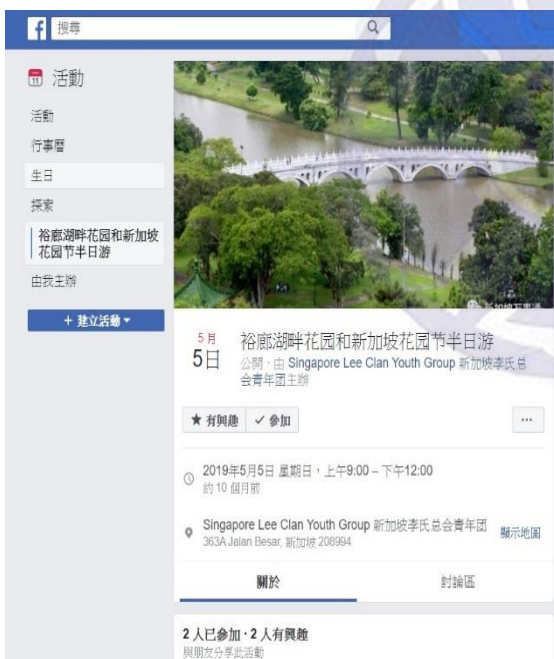 f 搜尋
11 活動
活動
行事曆
生日
探索
裕廊湖畔花园和新加坡
花园节半日游
由我主辦
+ 建立活動
5月
5日
裕廊湖畔花园和新加坡花园节半日游
公開 · 由 Singapore Lee Clan Youth Group 新加坡李氏总
会青年团主辦
★ 有興趣 ✓ 參加 ...
2019年5月5日 星期日,上午9:00 – 下午12:00
約 10 個月前
Singapore Lee Clan Youth Group 新加坡李氏总会青年团 顯示地圖
363A Jalan Besar, 新加坡 208994
關於 討論區
2 人已參加 · 2 人有興趣
與朋友分享此活動